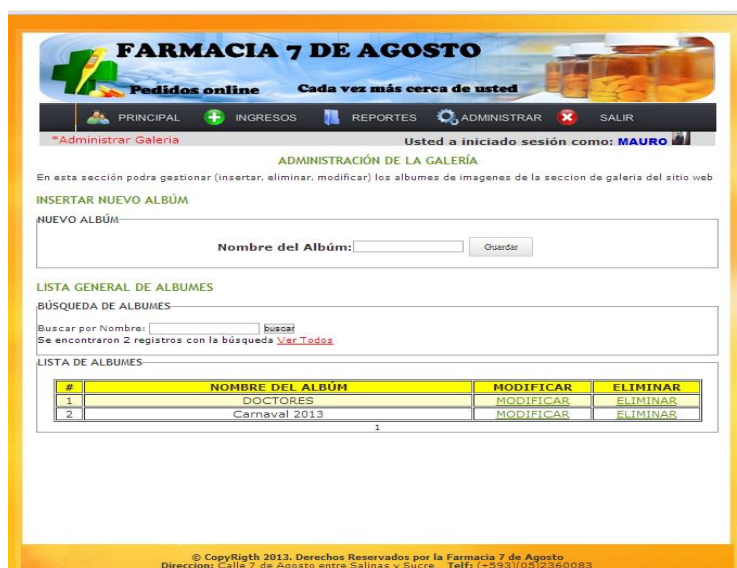 FARMACIA 7 DE AGOSTO
Pedidos online Cada vez más cerca de usted
PRINCIPAL INGRESOS REPORTES ADMINISTRAR SALIR
*Administrar Galeria Usted a iniciado sesión como: MAURO
ADMINISTRACIÓN DE LA GALERÍA
En esta sección podra gestionar (insertar, eliminar, modificar) los albumes de imagenes de la seccion de galeria del sitio web
INSERTAR NUEVO ALBÚM
NUEVO ALBÚM
Nombre del Albúm: Guardar
LISTA GENERAL DE ALBUMES
BÚSQUEDA DE ALBUMES
Buscar por Nombre: buscar
Se encontraron 2 registros con la búsqueda Ver Todos
LISTA DE ALBUMES
# NOMBRE DEL ALBÚM MODIFICAR ELIMINAR
1 DOCTORES MODIFICAR ELIMINAR
2 Carnaval 2013 MODIFICAR ELIMINAR
1
© CopyRigth 2013. Derechos Reservados por la Farmacia 7 de Agosto
Direccion: Calle 7 de Agosto entre Salinas y Sucre Telf: (+593)(05)2360083